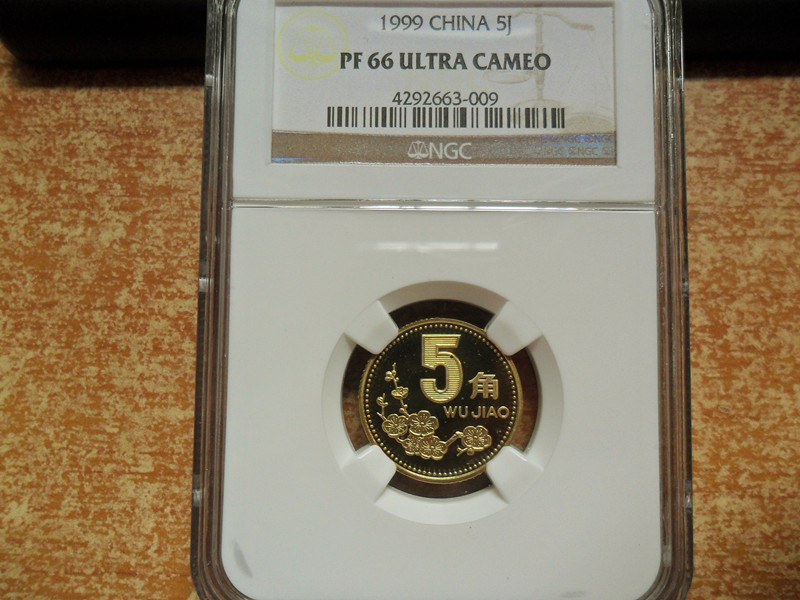 1999 CHINA 5J
PF 66 ULTRA CAMEO
4292663-009
NGC
5角
WU JIAO